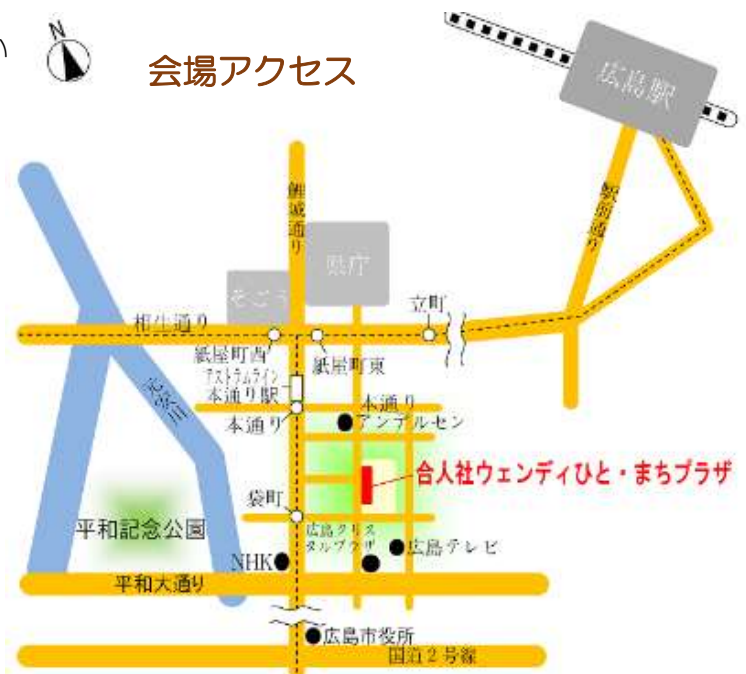 い
N
会場アクセス
広島駅
鯉城通り
駅前通り
県庁
そごう
立町
相生通り
紙屋町西
紙屋町東
アストラムライン
本通り駅
本通り
本通り
アンデルセン
元安川
合人社ウェンディひと・まちプラザ
袋町
平和記念公園
広島クリス
タルプラザ
広島テレビ
NHK
平和大通り
広島市役所
国道2号線